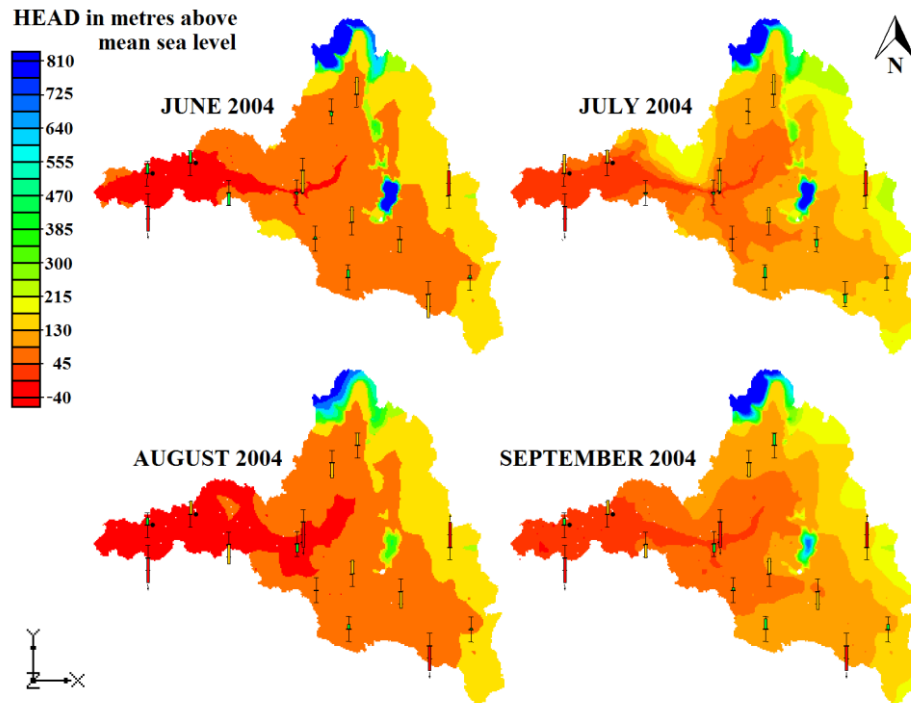 HEAD in metres above
mean sea level
810
725
640
555
470
385
300
215
130
45
-40
JUNE 2004
JULY 2004
N
AUGUST 2004
SEPTEMBER 2004
Y
Z
X